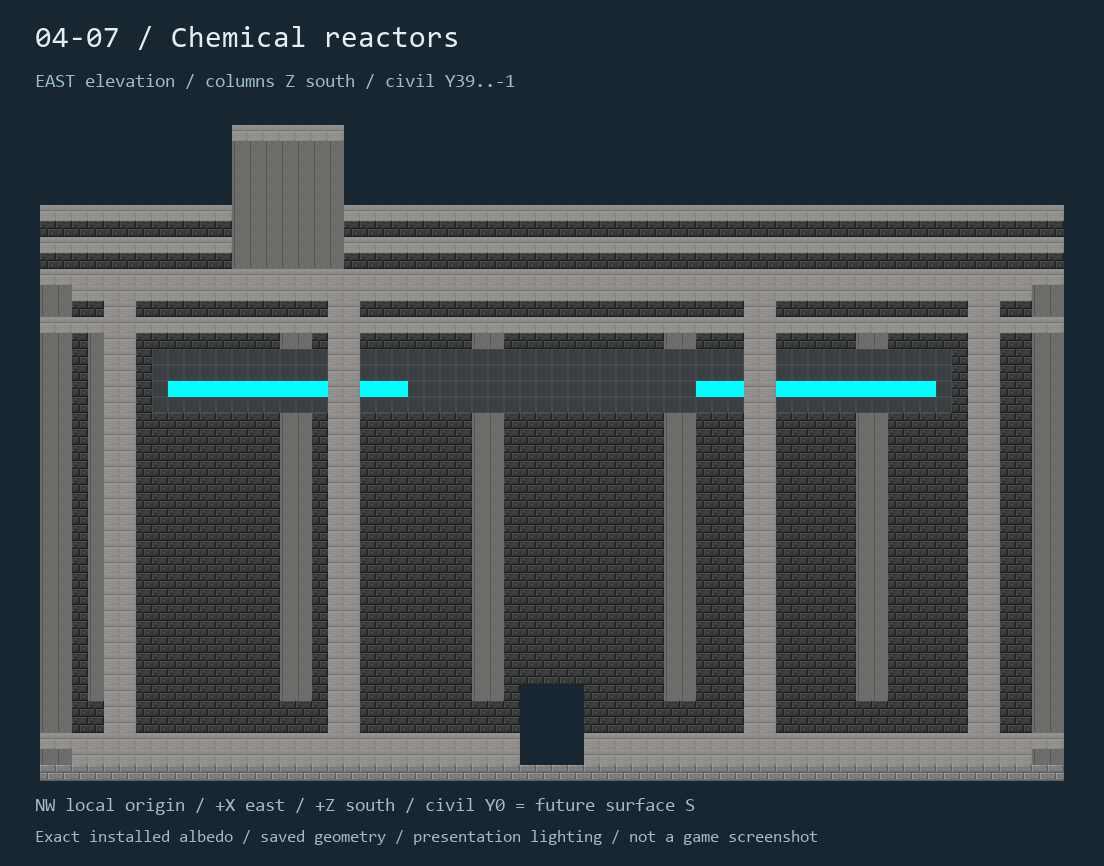 04-07 / Chemical reactors
EAST elevation / columns Z south / civil Y39..-1
NW local origin / +X east / +Z south / civil Y0 = future surface S
Exact installed albedo / saved geometry / presentation lighting / not a game screenshot